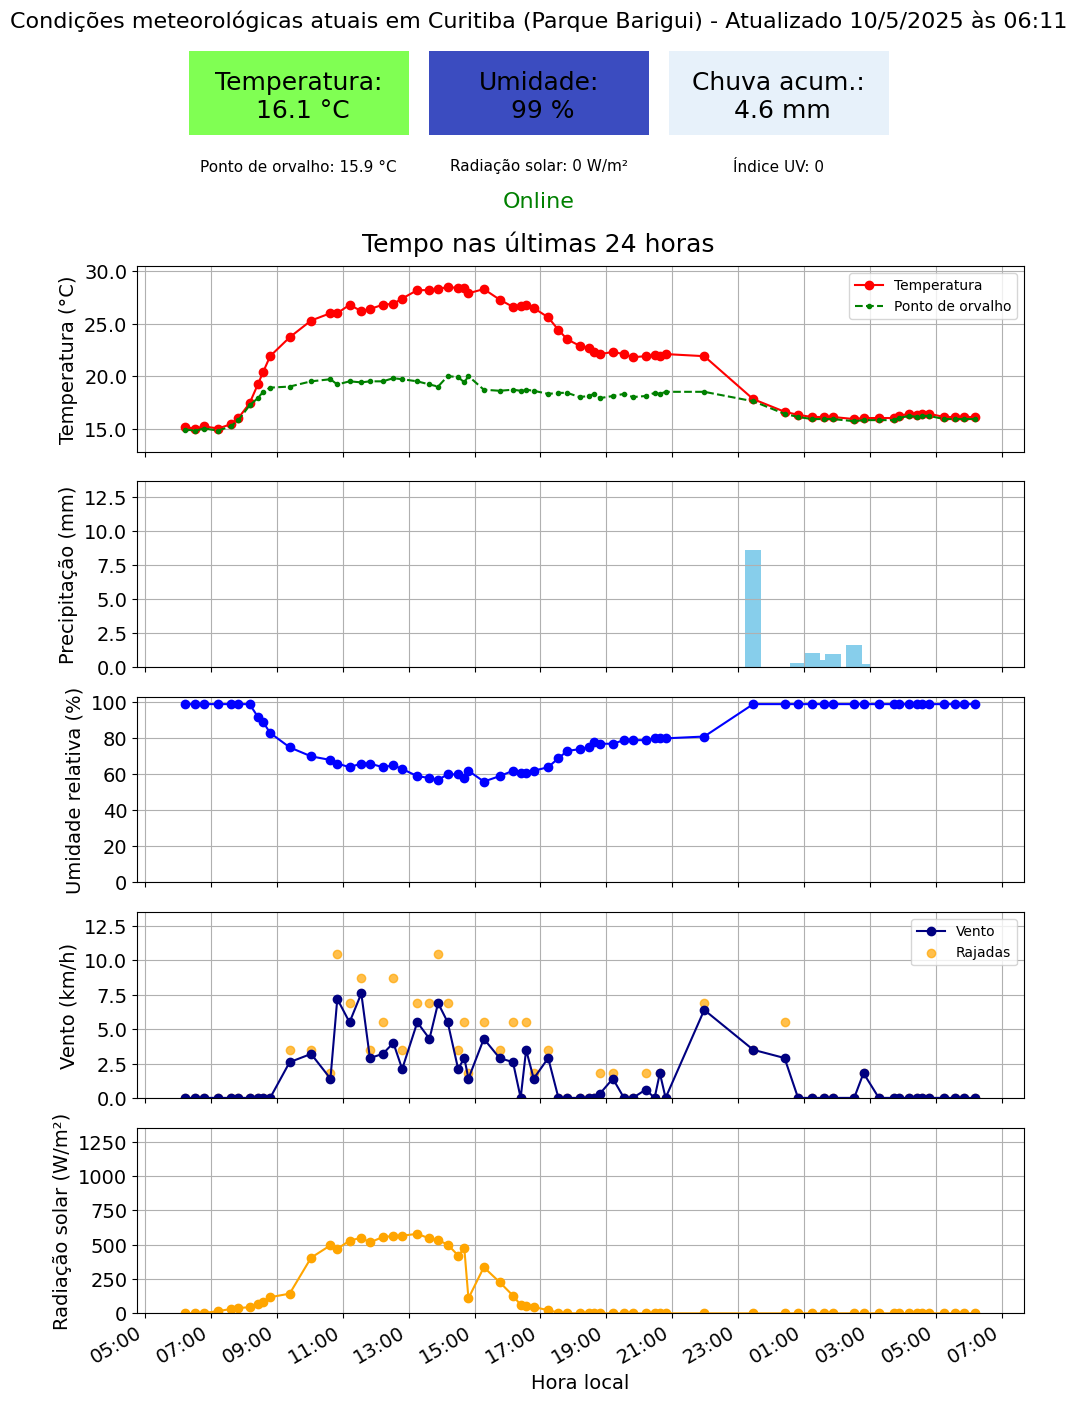 Condições meteorológicas atuais em Curitiba (Parque Barigui) - Atualizado 10/5/2025 às 06:11
Temperatura:
16.1 °C
Umidade:
99 %
Chuva acum.:
4.6 mm
Ponto de orvalho: 15.9 °C
Radiação solar: 0 W/m²
Índice UV: 0
Online
Tempo nas últimas 24 horas
Temperatura (°C)
30.0
25.0
20.0
15.0
Temperatura
Ponto de orvalho
Precipitação (mm)
12.5
10.0
7.5
5.0
2.5
0.0
Umidade relativa (%)
100
80
60
40
20
0
Vento (km/h)
12.5
10.0
7.5
5.0
2.5
0.0
Vento
Rajadas
Radiação solar (W/m²)
1250
1000
750
500
250
0
05:00 07:00 09:00 11:00 13:00 15:00 17:00 19:00 21:00 23:00 01:00 03:00 05:00 07:00
Hora local